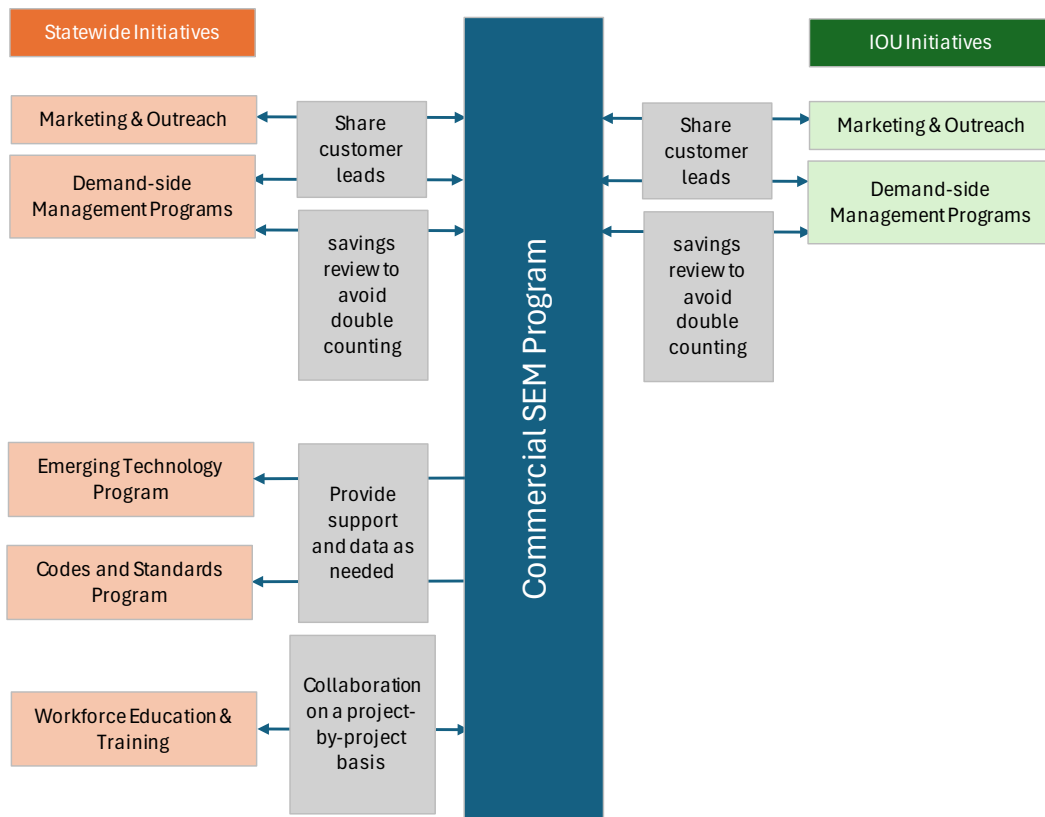 Statewide Initiatives
IOU Initiatives
Marketing & Outreach
Share
customer
leads
Share
customer
leads
Marketing & Outreach
Demand-side
Management Programs
Demand-side
Management Programs
savings
review to
avoid
double
counting
savings
review to
avoid
double
counting
Commercial SEM Program
Emerging Technology
Program
Provide
support
and data as
needed
Codes and Standards
Program
Workforce Education &
Training
Collaboration
on a project-
by-project
basis